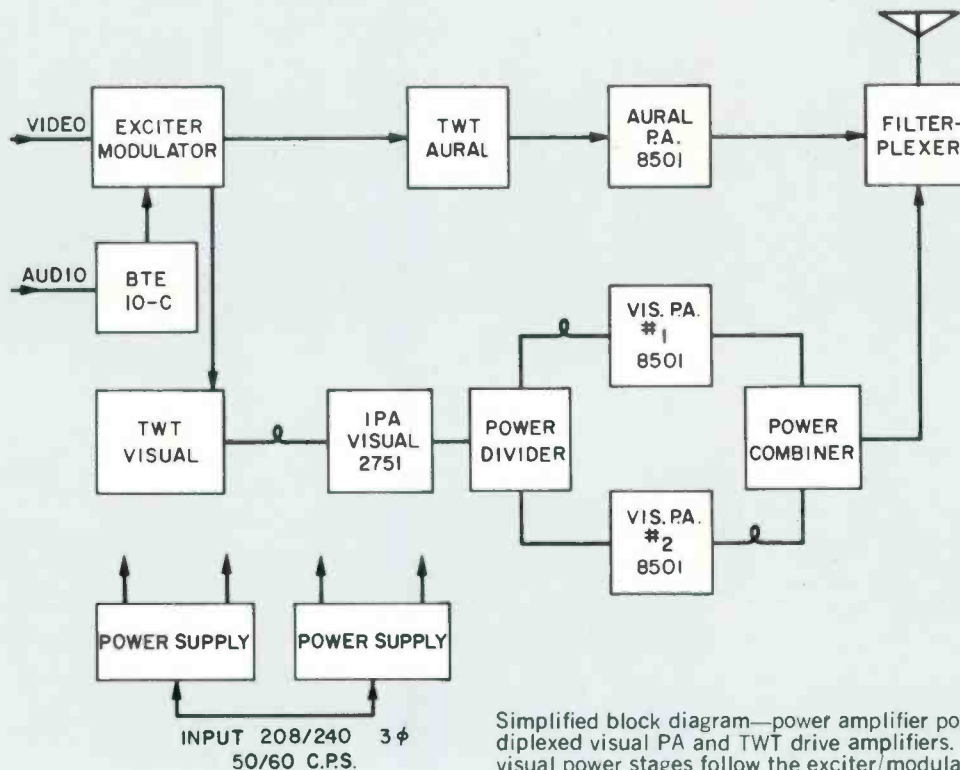 VIDEO
EXCITER
MODULATOR
TWT
AURAL
AURAL
P.A.
8501
FILTER-
PLEXER
AUDIO
BTE
10-C
TWT
VISUAL
IPA
VISUAL
2751
POWER
DIVIDER
VIS. P.A.
#1
8501
VIS. P.A.
#2
8501
POWER
COMBINER
POWER SUPPLY
POWER SUPPLY
INPUT 208/240 3ϕ
50/60 C.P.S.
Simplified block diagram—power amplifier
diplexed visual PA and TWT drive amplifiers.
visual power stages follow the exciter/